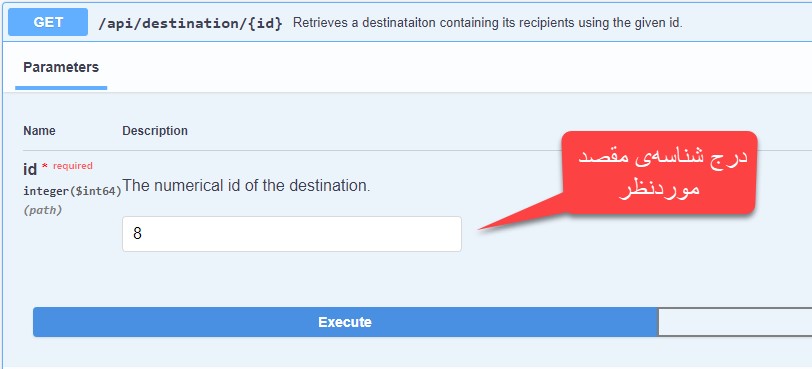 GET /api/destination/{id} Retrieves a destinataiton containing its recipients using the given id.
Parameters
Name Description
id * required
integer($int64)
(path)
The numerical id of the destination.
8
درج شناسه‌ی مقصد
موردنظر
Execute